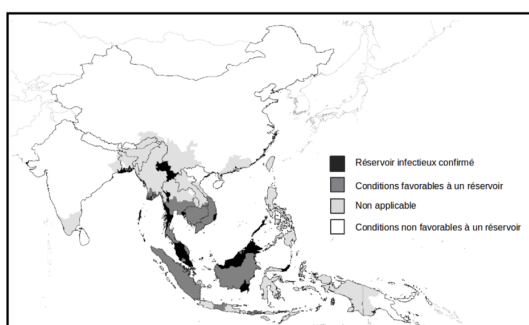 Réservoir infectieux confirmé
Conditions favorables à un réservoir
Non applicable
Conditions non favorables à un réservoir